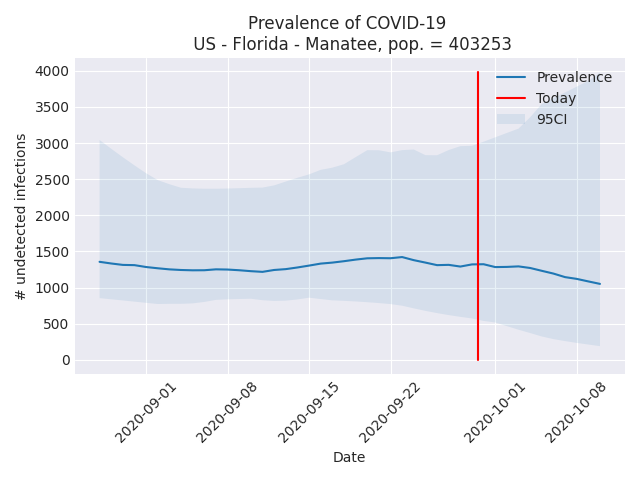 Prevalence of COVID-19
US - Florida - Manatee, pop. = 403253
4000
3500
3000
2500
2000
1500
1000
500
0
# undetected infections
Prevalence
Today
95CI
2020-09-01
2020-09-08
2020-09-15
2020-09-22
2020-10-01
2020-10-08
Date